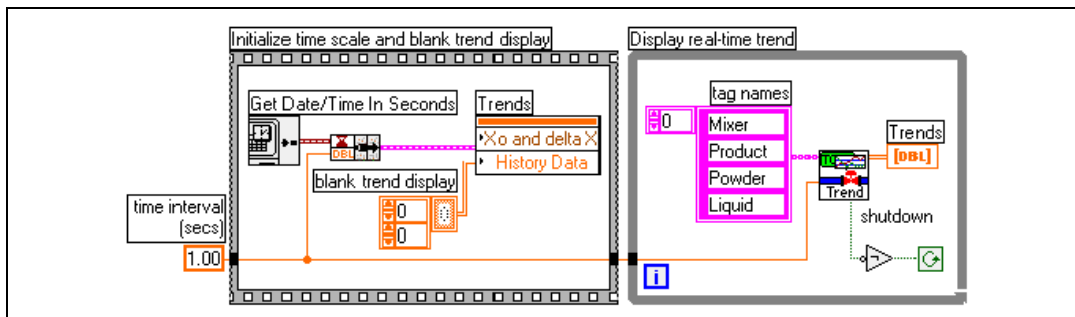 Initialize time scale and blank trend display
Get Date/Time In Seconds
Trends
DBL
Xo and delta X
History Data
blank trend display
0
0
time interval
(secs)
1.00
Display real-time trend
tag names
0
Mixer
Product
Powder
Liquid
Trend
Trends
[DBL]
shutdown
i